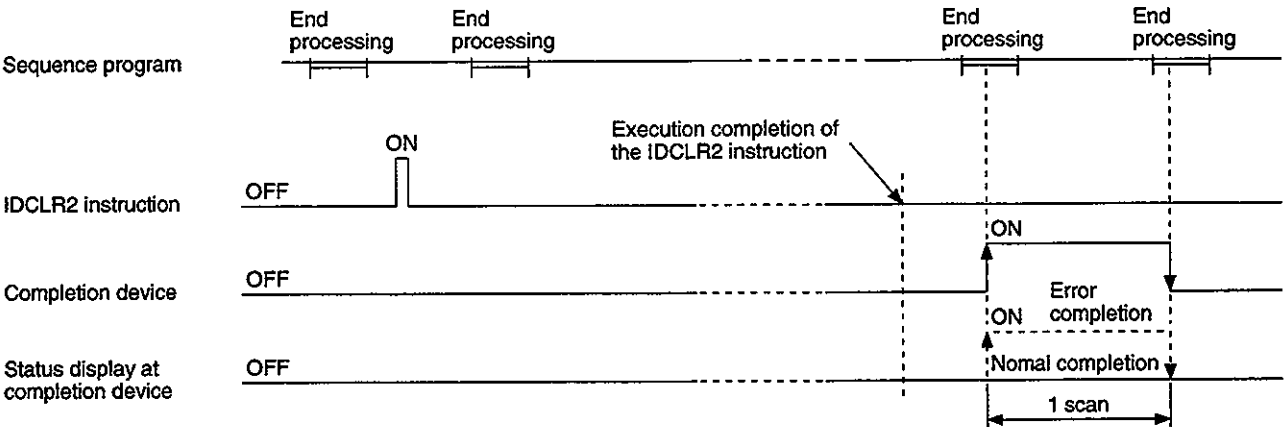 End
processing
End
processing
End
processing
End
processing
Sequence program
Execution completion of
the IDCLR2 instruction
ON
OFF
IDCLR2 instruction
ON
OFF
Completion device
Error
completion
ON
OFF
Status display at
completion device
Nomal completion
1 scan